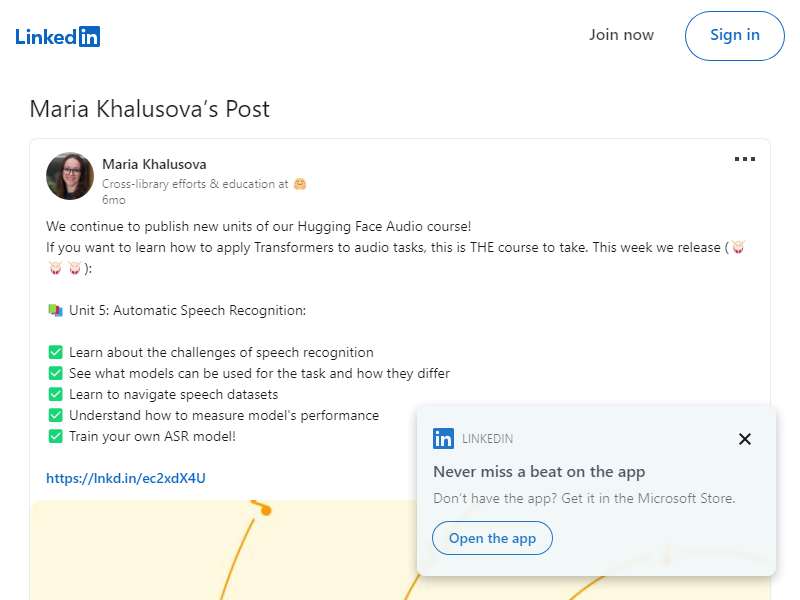 LinkedIn
Join now
Sign in
Maria Khalusova's Post
Maria Khalusova
Cross-library efforts & education at 🤗
6mo
We continue to publish new units of our Hugging Face Audio course!
If you want to learn how to apply Transformers to audio tasks, this is THE course to take. This week we release (🥁
🥁 🥁 ):
📚 Unit 5: Automatic Speech Recognition:
✅ Learn about the challenges of speech recognition
✅ See what models can be used for the task and how they differ
✅ Learn to navigate speech datasets
✅ Understand how to measure model's performance
✅ Train your own ASR model!
https://lnkd.in/ec2xdX4U
in LINKEDIN
Never miss a beat on the app
Don't have the app? Get it in the Microsoft Store.
Open the app